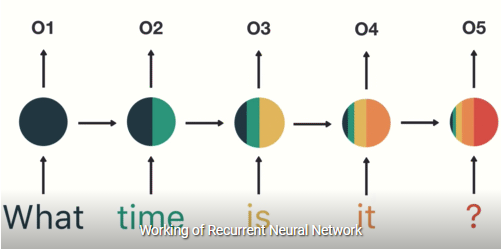 O1 O2 O3 O4 O5
What time is it ?
Working of Recurrent Neural Network